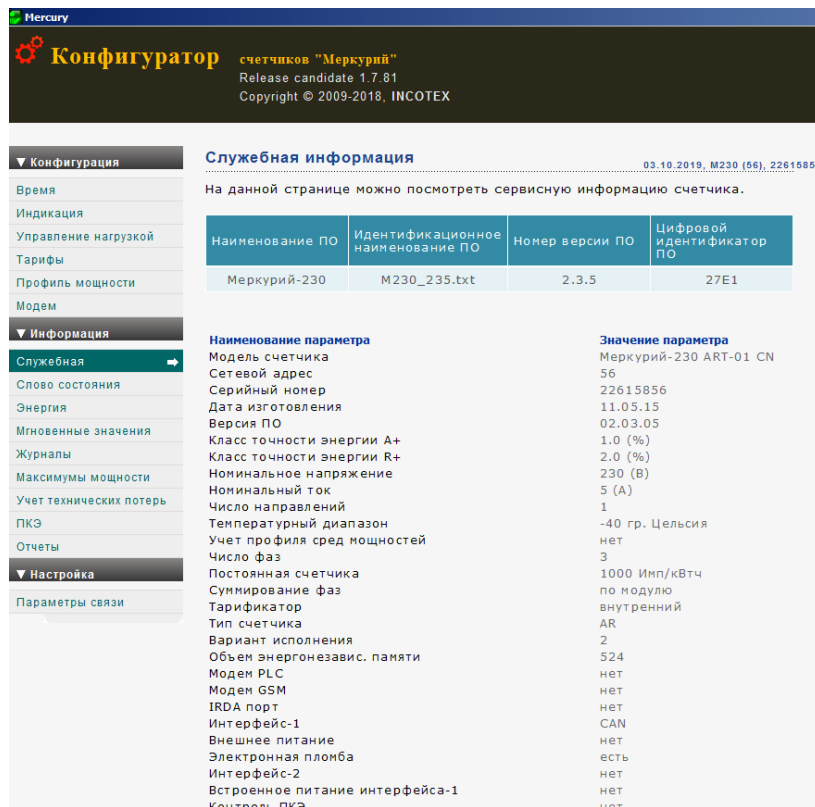 Mercury
Конфигуратор
счетчиков "Меркурий"
Release candidate 1.7.81
Copyright © 2009-2018, INCOTEX
▼ Конфигурация
Время
Индикация
Управление нагрузкой
Тарифы
Профиль мощности
Модем
▼ Информация
Служебная
Слово состояния
Энергия
Мгновенные значения
Журналы
Максимумы мощности
Учет технических потерь
ПКЭ
Отчеты
▼ Настройка
Параметры связи
Служебная информация
03.10.2019, M230 (56), 2261585
На данной странице можно посмотреть сервисную информацию счетчика.
Наименование ПО Идентификационное наименование ПО Номер версии ПО Цифровой идентификатор ПО
Меркурий-230 M230_235.txt 2.3.5 27E1
Наименование параметра Значение параметра
Модель счетчика Меркурий-230 ART-01 CN
Сетевой адрес 56
Серийный номер 22615856
Дата изготовления 11.05.15
Версия ПО 02.03.05
Класс точности энергии A+ 1.0 (%)
Класс точности энергии R+ 2.0 (%)
Номинальное напряжение 230 (В)
Номинальный ток 5 (А)
Число направлений 1
Температурный диапазон -40 гр. Цельсия
Учет профиля сред мощностей нет
Число фаз 3
Постоянная счетчика 1000 Имп/кВтч
Суммирование фаз по модулю
Тарификатор внутренний
Тип счетчика AR
Вариант исполнения 2
Объем энергонезавис. памяти 524
Модем PLC нет
Модем GSM нет
IRDA порт нет
Интерфейс-1 CAN
Внешнее питание нет
Электронная пломба есть
Интерфейс-2 нет
Встроенное питание интерфейса-1 нет
Контроль ПКЭ нет